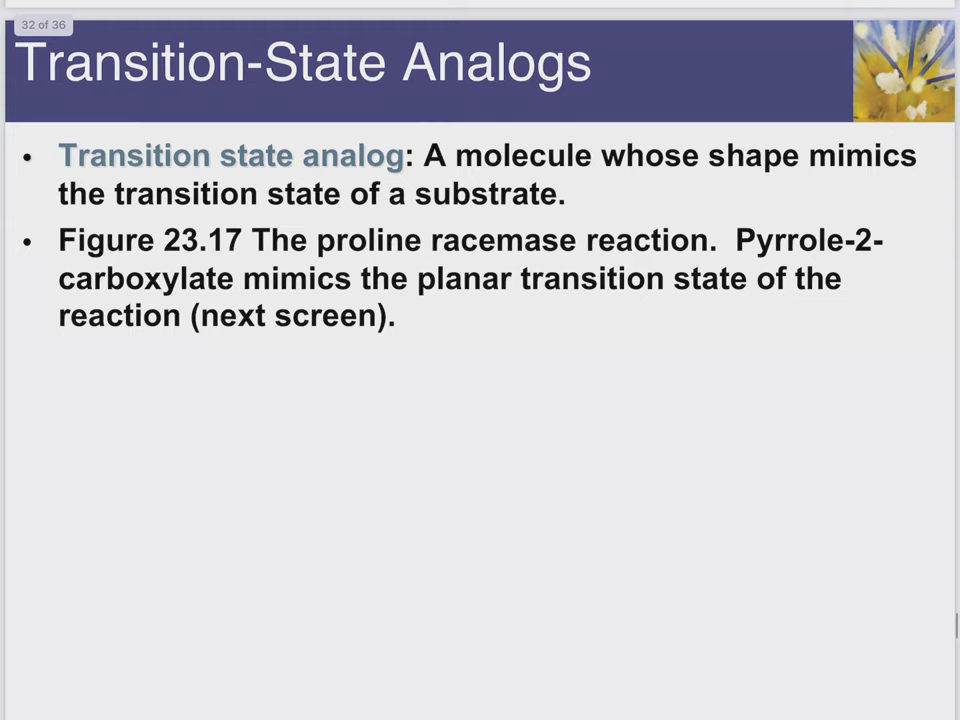 32 of 36
Transition-State Analogs
• Transition state analog: A molecule whose shape mimics
the transition state of a substrate.
• Figure 23.17 The proline racemase reaction. Pyrrole-2-
carboxylate mimics the planar transition state of the
reaction (next screen).